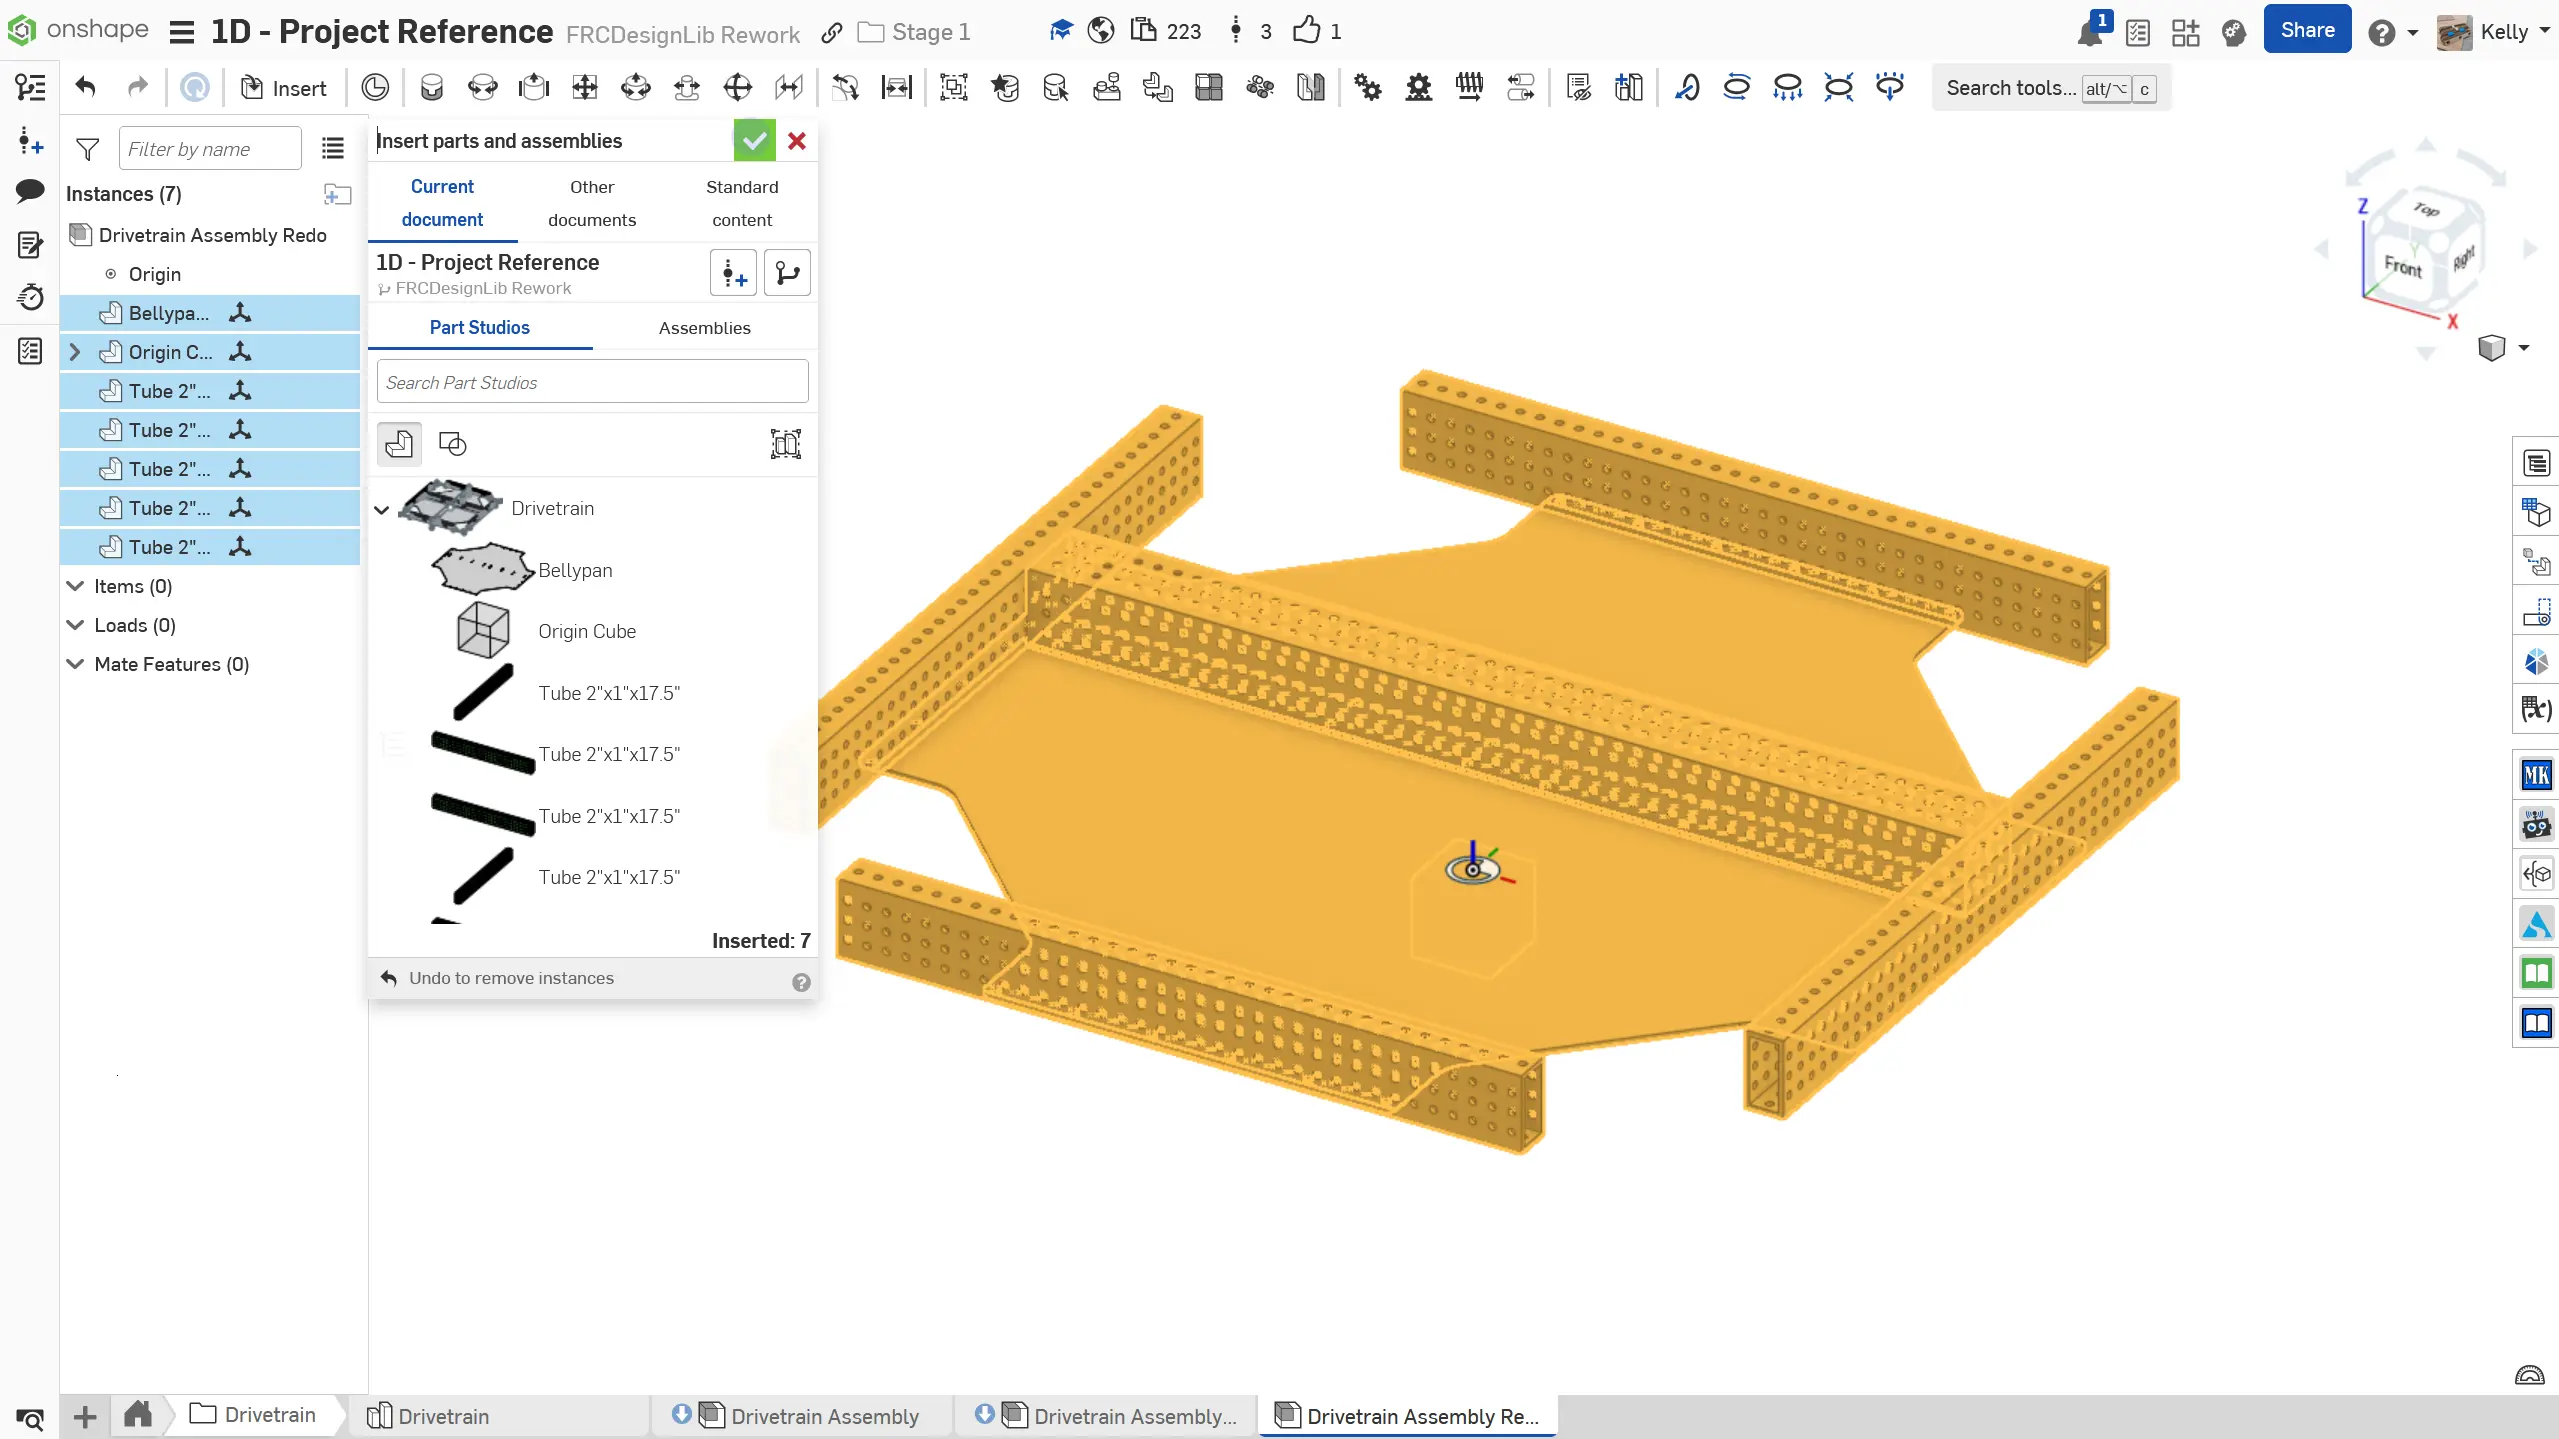 onshape 1D - Project Reference FRCDesignLib Rework Stage 1 223 3 1 1 Share Kelly
Insert Search tools... alt/⌥ c
Filter by name
Instances (7)
Drivetrain Assembly Redo
Origin
Bellypa...
Origin C...
Tube 2"...
Tube 2"...
Tube 2"...
Tube 2"...
Tube 2"...
Items (0)
Loads (0)
Mate Features (0)
Insert parts and assemblies
Current document
Other documents
Standard content
1D - Project Reference
FRCDesignLib Rework
Part Studios Assemblies
Search Part Studios
Drivetrain
Bellypan
Origin Cube
Tube 2"x1"x17.5"
Tube 2"x1"x17.5"
Tube 2"x1"x17.5"
Tube 2"x1"x17.5"
Inserted: 7
Undo to remove instances
Z
Top
Front
Right
Y
X
(x)
MK
Drivetrain Drivetrain Drivetrain Assembly Drivetrain Assembly... Drivetrain Assembly Re...